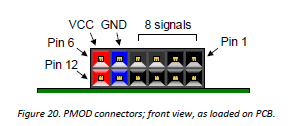 VCC GND 8 signals
Pin 6 Pin 1
Pin 12
Figure 20. PMOD connectors; front view, as loaded on PCB.